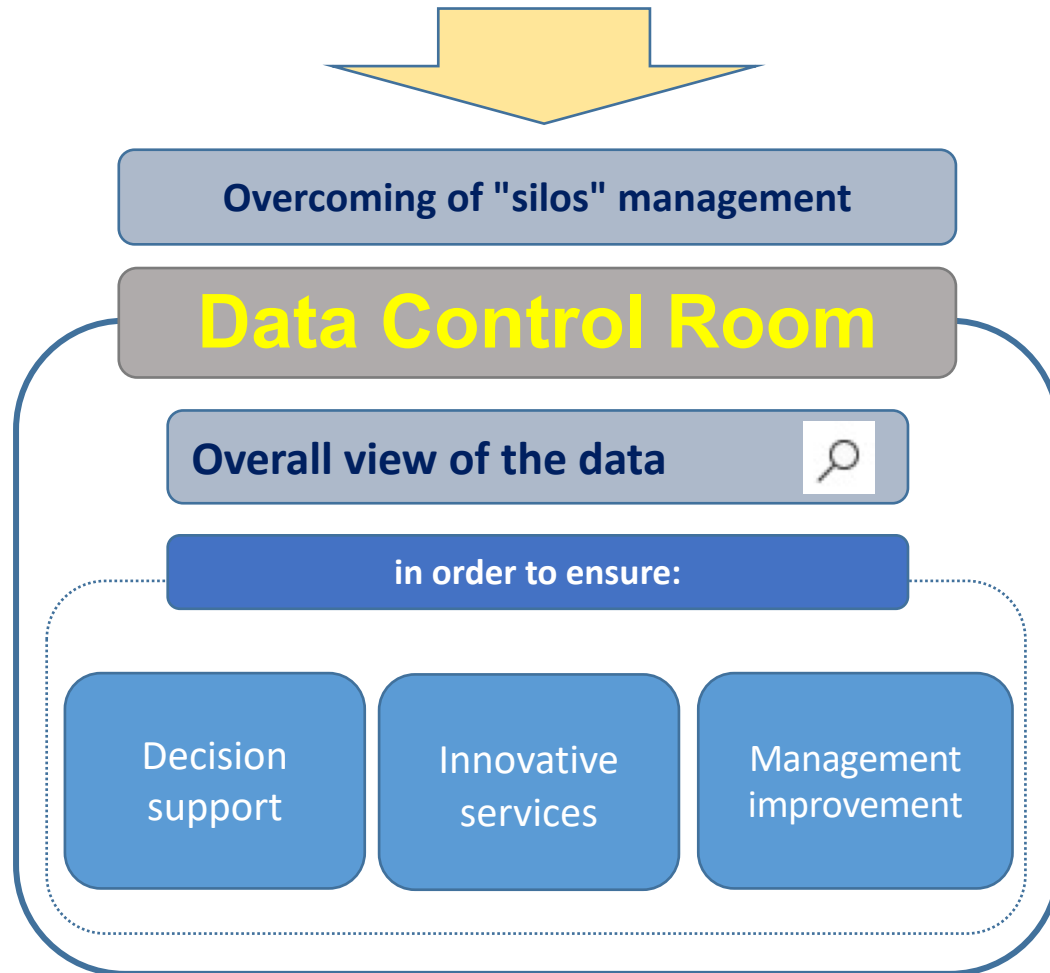 Overcoming of "silos" management
Data Control Room
Overall view of the data
in order to ensure:
Decision
support
Innovative
services
Management
improvement